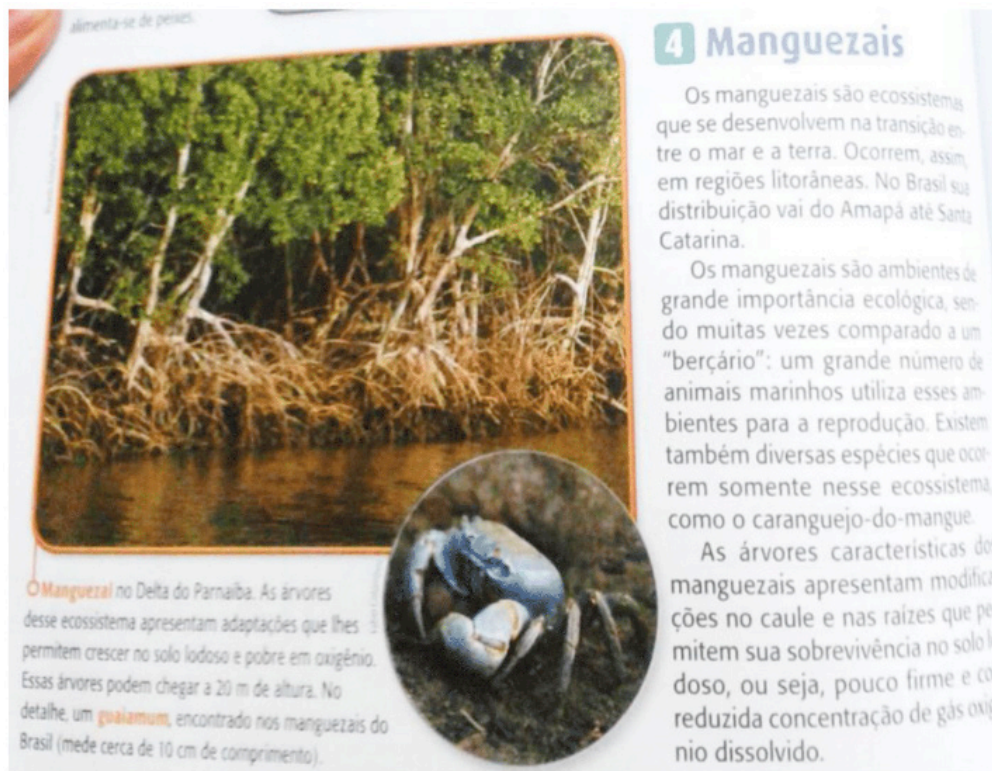 alimenta-se de peixes.
4 Manguezais
Os manguezais são ecossistemas
que se desenvolvem na transição en-
tre o mar e a terra. Ocorrem, assim,
em regiões litorâneas. No Brasil sua
distribuição vai do Amapá até Santa
Catarina.
Os manguezais são ambientes de
grande importância ecológica, sen-
do muitas vezes comparado a um
"berçário": um grande número de
animais marinhos utiliza esses am-
bientes para a reprodução. Existem
também diversas espécies que ocor-
rem somente nesse ecossistema,
como o caranguejo-do-mangue.
As árvores características do
manguezais apresentam modifica
ções no caule e nas raízes que pe
mitem sua sobrevivência no solo l
doso, ou seja, pouco firme e co
reduzida concentração de gás oxig
nio dissolvido.
O Manguezal no Delta do Parnaíba. As árvores
desse ecossistema apresentam adaptações que lhes
permitem crescer no solo lodoso e pobre em oxigênio.
Essas árvores podem chegar a 20 m de altura. No
detalhe, um guaiamum, encontrado nos manguezais do
Brasil (mede cerca de 10 cm de comprimento).